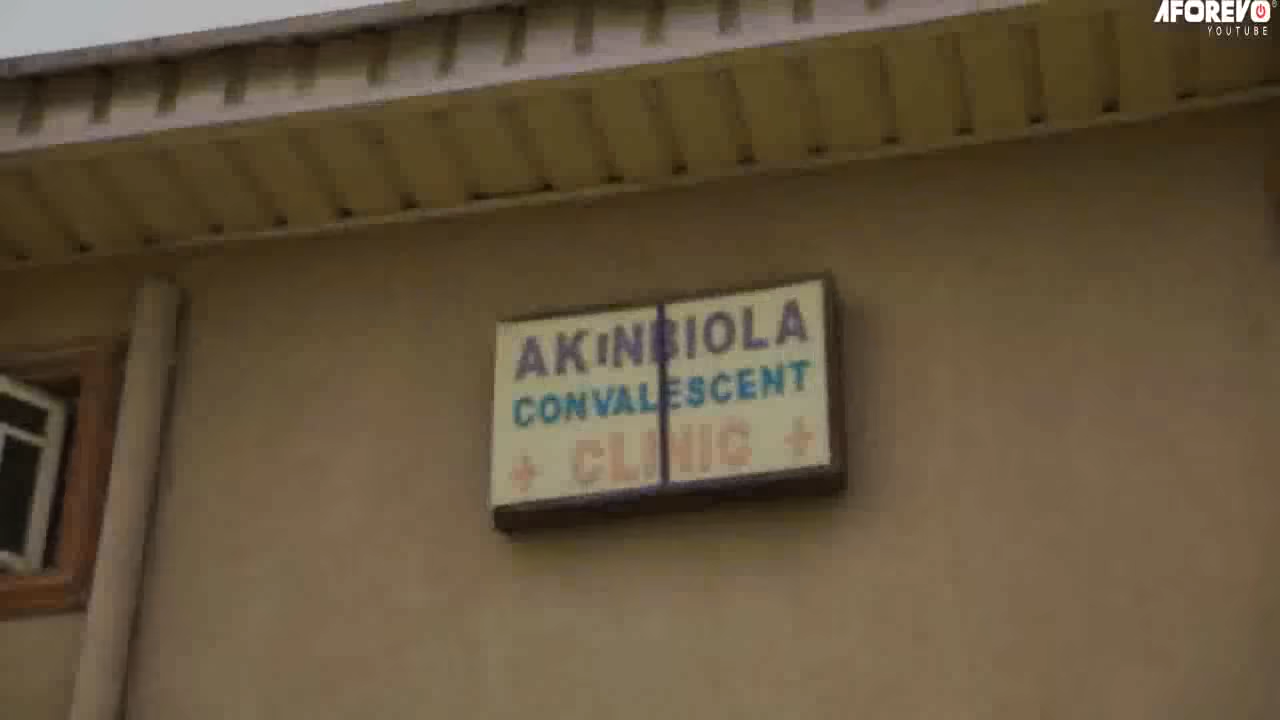 AFOREVO
YOUTUBE
AKINBIOLA
CONVALESCENT
+ CLINIC +